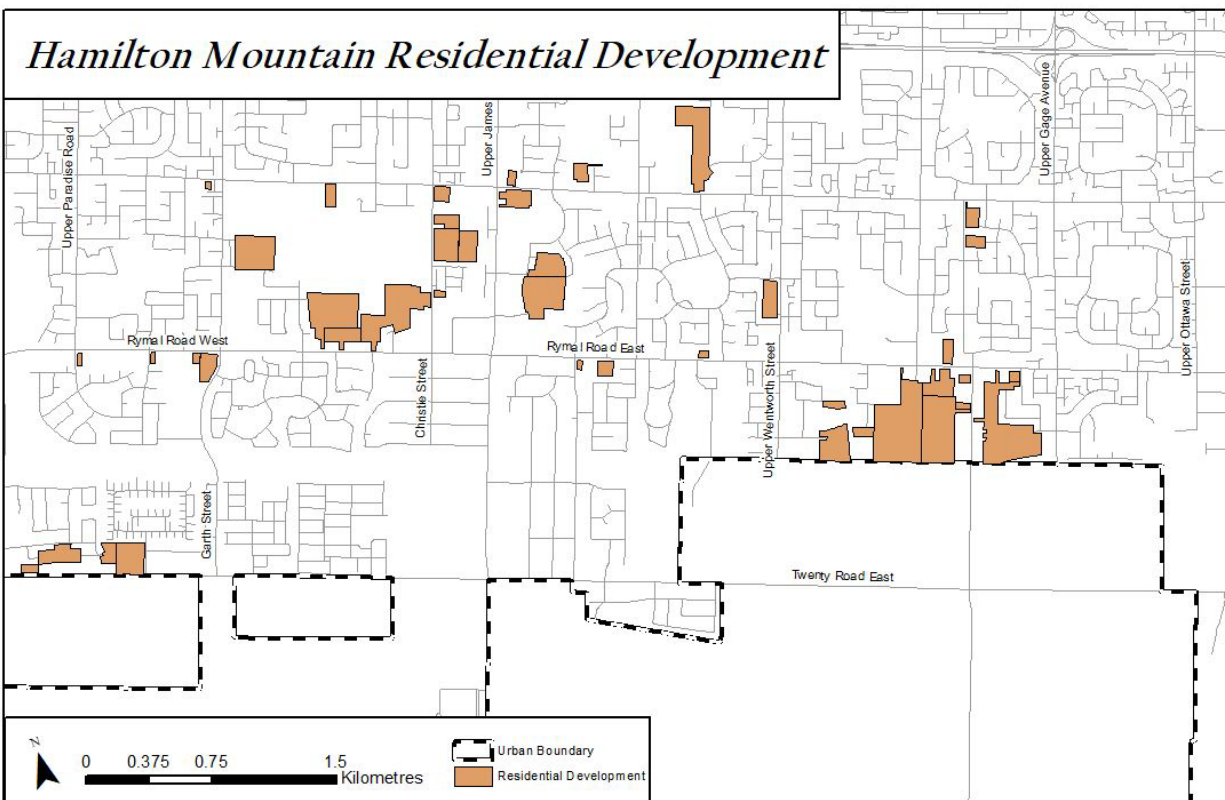 Hamilton Mountain Residential Development
Upper Paradise Road
Upper James
Upper Gage Avenue
Upper Ottawa Street
Rymal Road West
Rymal Road East
Christie Street
Upper Wentworth Street
Garth Street
Twenty Road East
N
0 0.375 0.75 1.5
Kilometres
Urban Boundary
Residential Development